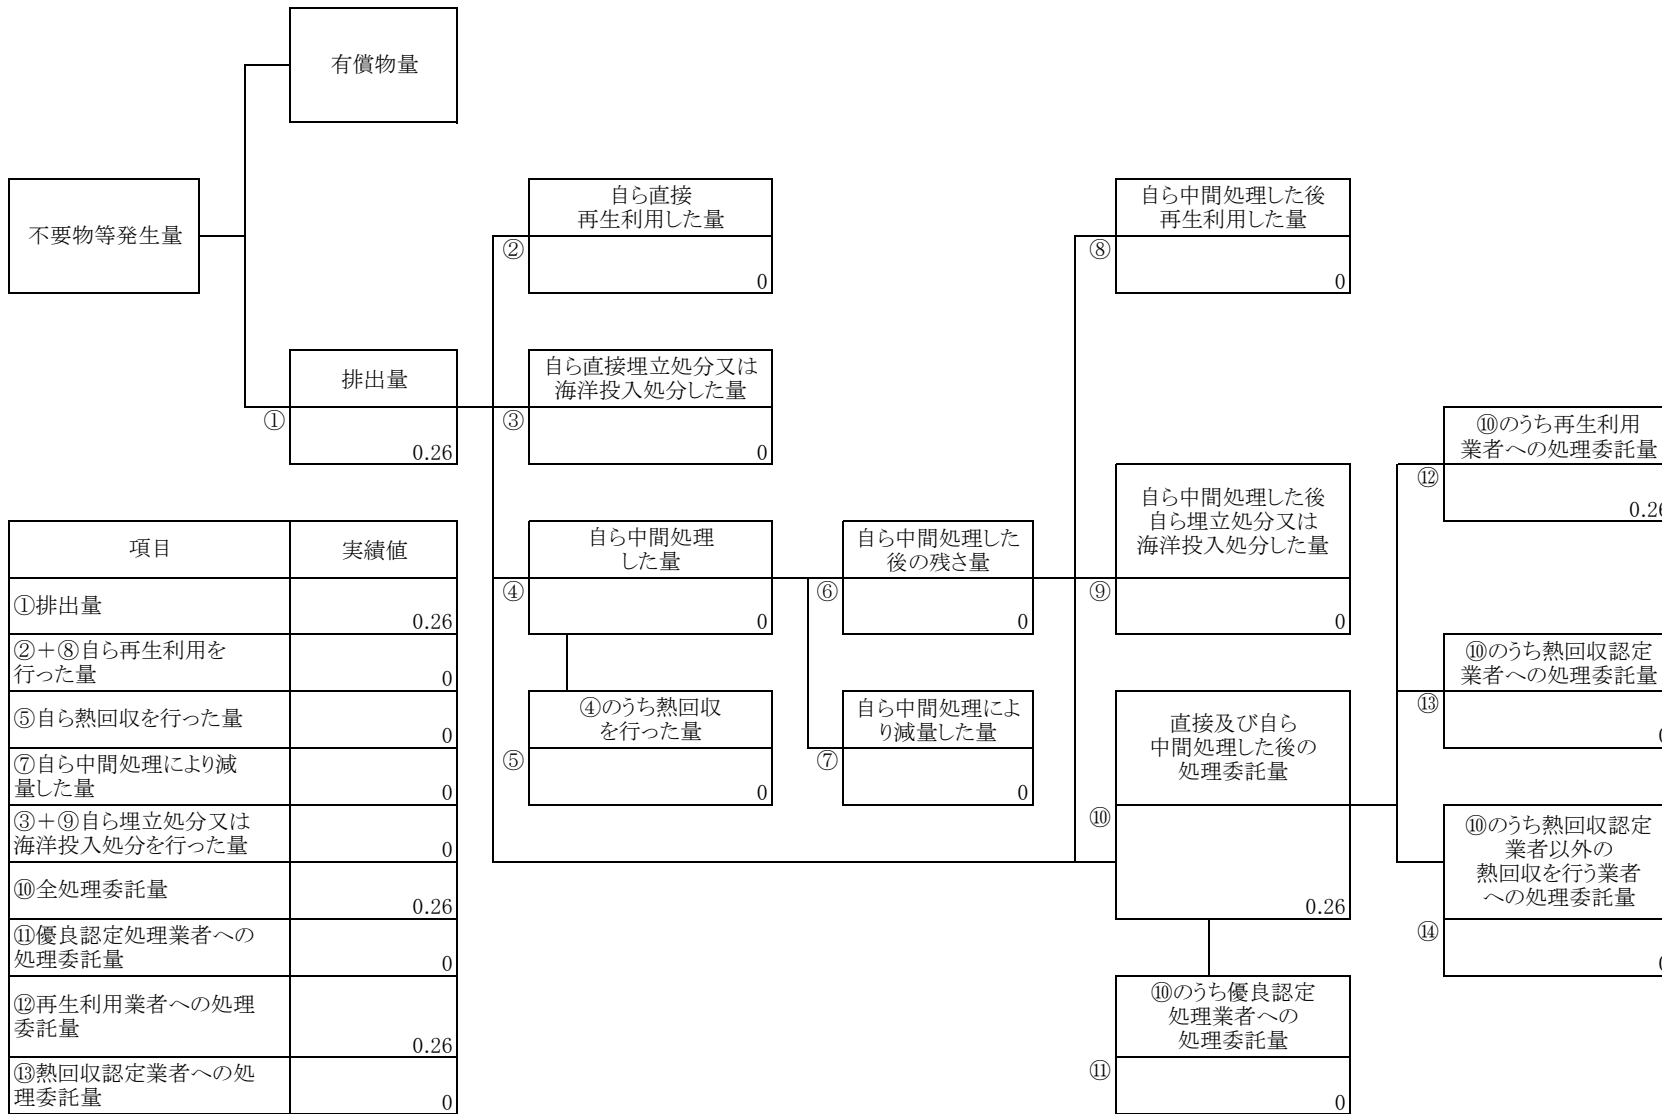 有償物量
不要物等発生量
自ら直接
再生利用した量
②
0
自ら中間処理した後
再生利用した量
⑧
0
排出量
①
0.26
自ら直接埋立処分又は
海洋投入処分した量
③
0
⑩のうち再生利用
業者への処理委託量
⑫
0.26
自ら中間処理した後
自ら埋立処分又は
海洋投入処分した量
⑨
0
自ら中間処理
した量
④
0
自ら中間処理した
後の残さ量
⑥
0
④のうち熱回収
を行った量
⑤
0
自ら中間処理によ
り減量した量
⑦
0
⑩のうち熱回収認定
業者への処理委託量
⑬
0
直接及び自ら
中間処理した後の
処理委託量
⑩
0.26
⑩のうち熱回収認定
業者以外の
熱回収を行う業者
への処理委託量
⑭
0
⑩のうち優良認定
処理業者への
処理委託量
⑪
0
項目 実績値
①排出量 0.26
②+⑧自ら再生利用を
行った量 0
⑤自ら熱回収を行った量 0
⑦自ら中間処理により減
量した量 0
③+⑨自ら埋立処分又は
海洋投入処分を行った量 0
⑩全処理委託量 0.26
⑪優良認定処理業者への
処理委託量 0
⑫再生利用業者への処理
委託量 0.26
⑬熱回収認定業者への処
理委託量 0